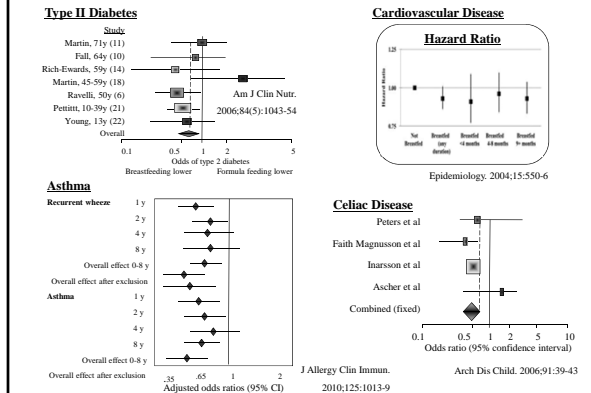 Type II Diabetes
Study
Martin, 71y (11)
Fall, 64y (10)
Rich-Ewards, 59y (14)
Martin, 45-59y (18)
Ravelli, 50y (6)
Pettittt, 10-39y (21)
Young, 13y (22)
Overall
Am J Clin Nutr.
2006;84(5):1043-54
0.1 0.5 1 2 5
Odds of type 2 diabetes
Breastfeeding lower Formula feeding lower
Cardiovascular Disease
Hazard Ratio
Hazard Ratio
1.25
1.00
0.75
Not Breastfed
Breastfed (any duration)
Breastfed <4 months
Breastfed 4-8 months
Breastfed 9+ months
Epidemiology. 2004;15:550-6
Asthma
Recurrent wheeze 1 y
2 y
4 y
8 y
Overall effect 0-8 y
Overall effect after exclusion
Asthma 1 y
2 y
4 y
8 y
Overall effect 0-8 y
Overall effect after exclusion
.35 .65 1 2
Adjusted odds ratios (95% CI)
J Allergy Clin Immun.
2010;125:1013-9
Celiac Disease
Peters et al
Faith Magnusson et al
Inarsson et al
Ascher et al
Combined (fixed)
0.1 0.5 1 2 5 10
Odds ratio (95% confidence interval)
Arch Dis Child. 2006;91:39-43